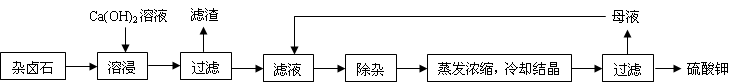 Ca(OH)₂溶液
滤渣
母液
杂卤石
溶浸
过滤
滤液
除杂
蒸发浓缩，冷却结晶
过滤
硫酸钾